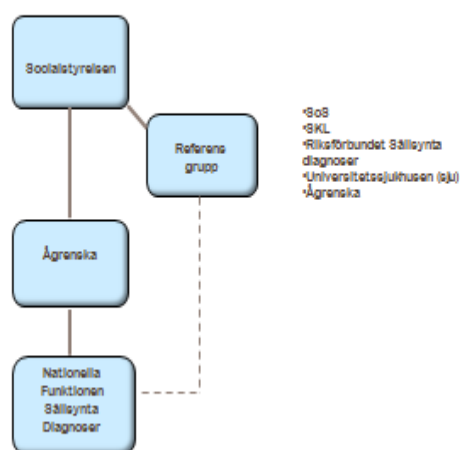 Socialstyrelsen
Referens
grupp
•SoS
•SKL
•Riksförbundet Sällsynta
diagnoser
•Universitetssjukhusen (sju)
•Ågrenska
Ågrenska
Nationella
Funktionen
Sällsynta
Diagnoser